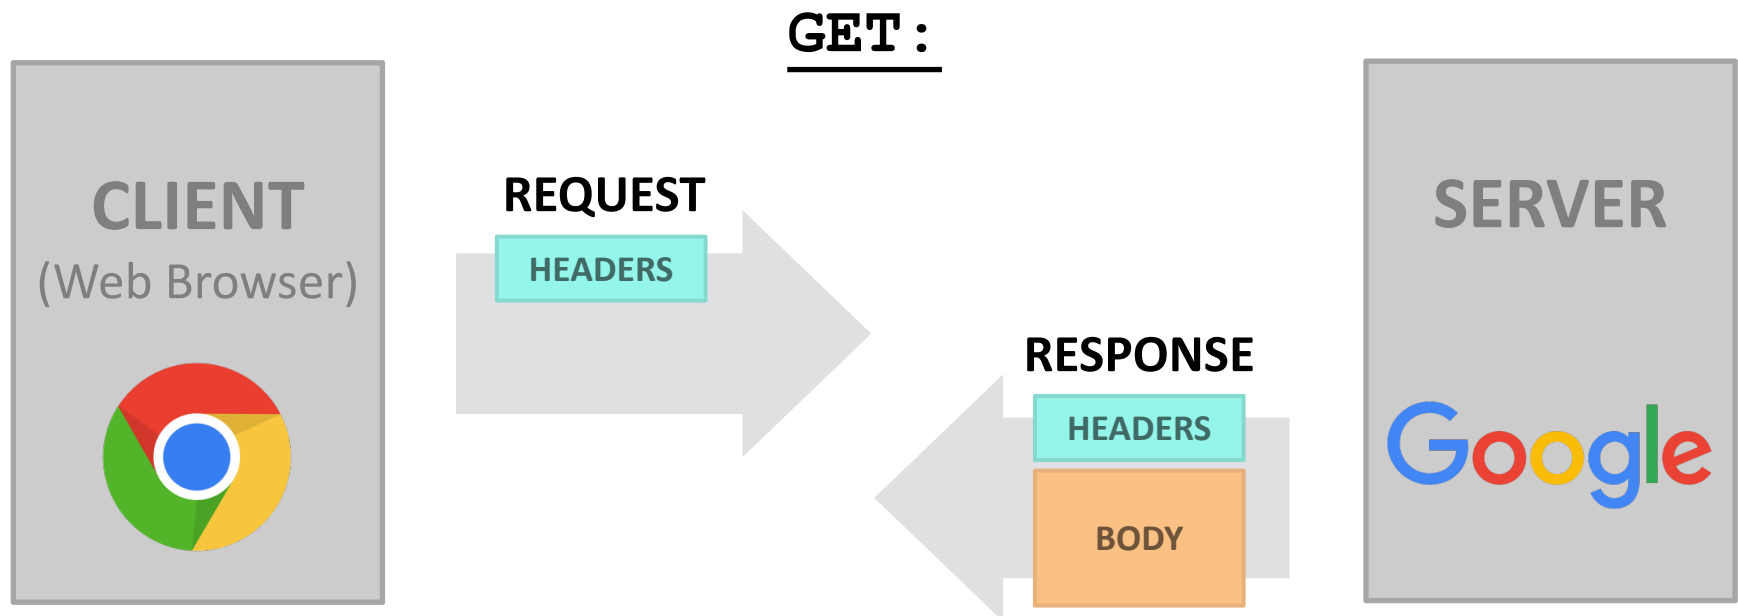 GET:
CLIENT
(Web Browser)
REQUEST
HEADERS
RESPONSE
HEADERS
BODY
SERVER
Google